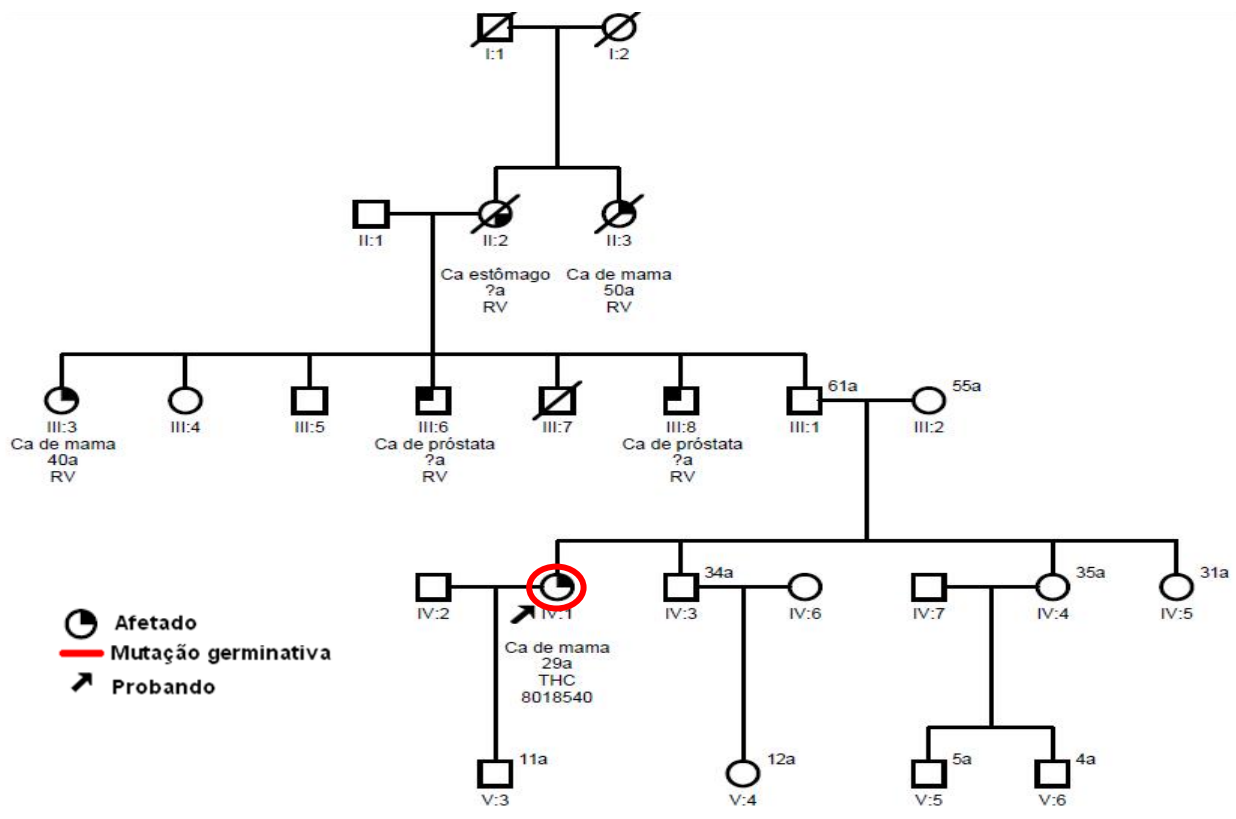 I:1 I:2
II:1 II:2 II:3
Ca estômago Ca de mama
?a 50a
RV RV
61a 55a
III:3 III:4 III:5 III:6 III:7 III:8 III:1 III:2
Ca de mama Ca de próstata Ca de próstata
40a ?a ?a
RV RV RV
34a 35a 31a
IV:2 IV:1 IV:3 IV:6 IV:7 IV:4 IV:5
Ca de mama
29a
THC
8018540
Afetado
Mutação germinativa
Probando
11a 12a 5a 4a
V:3 V:4 V:5 V:6